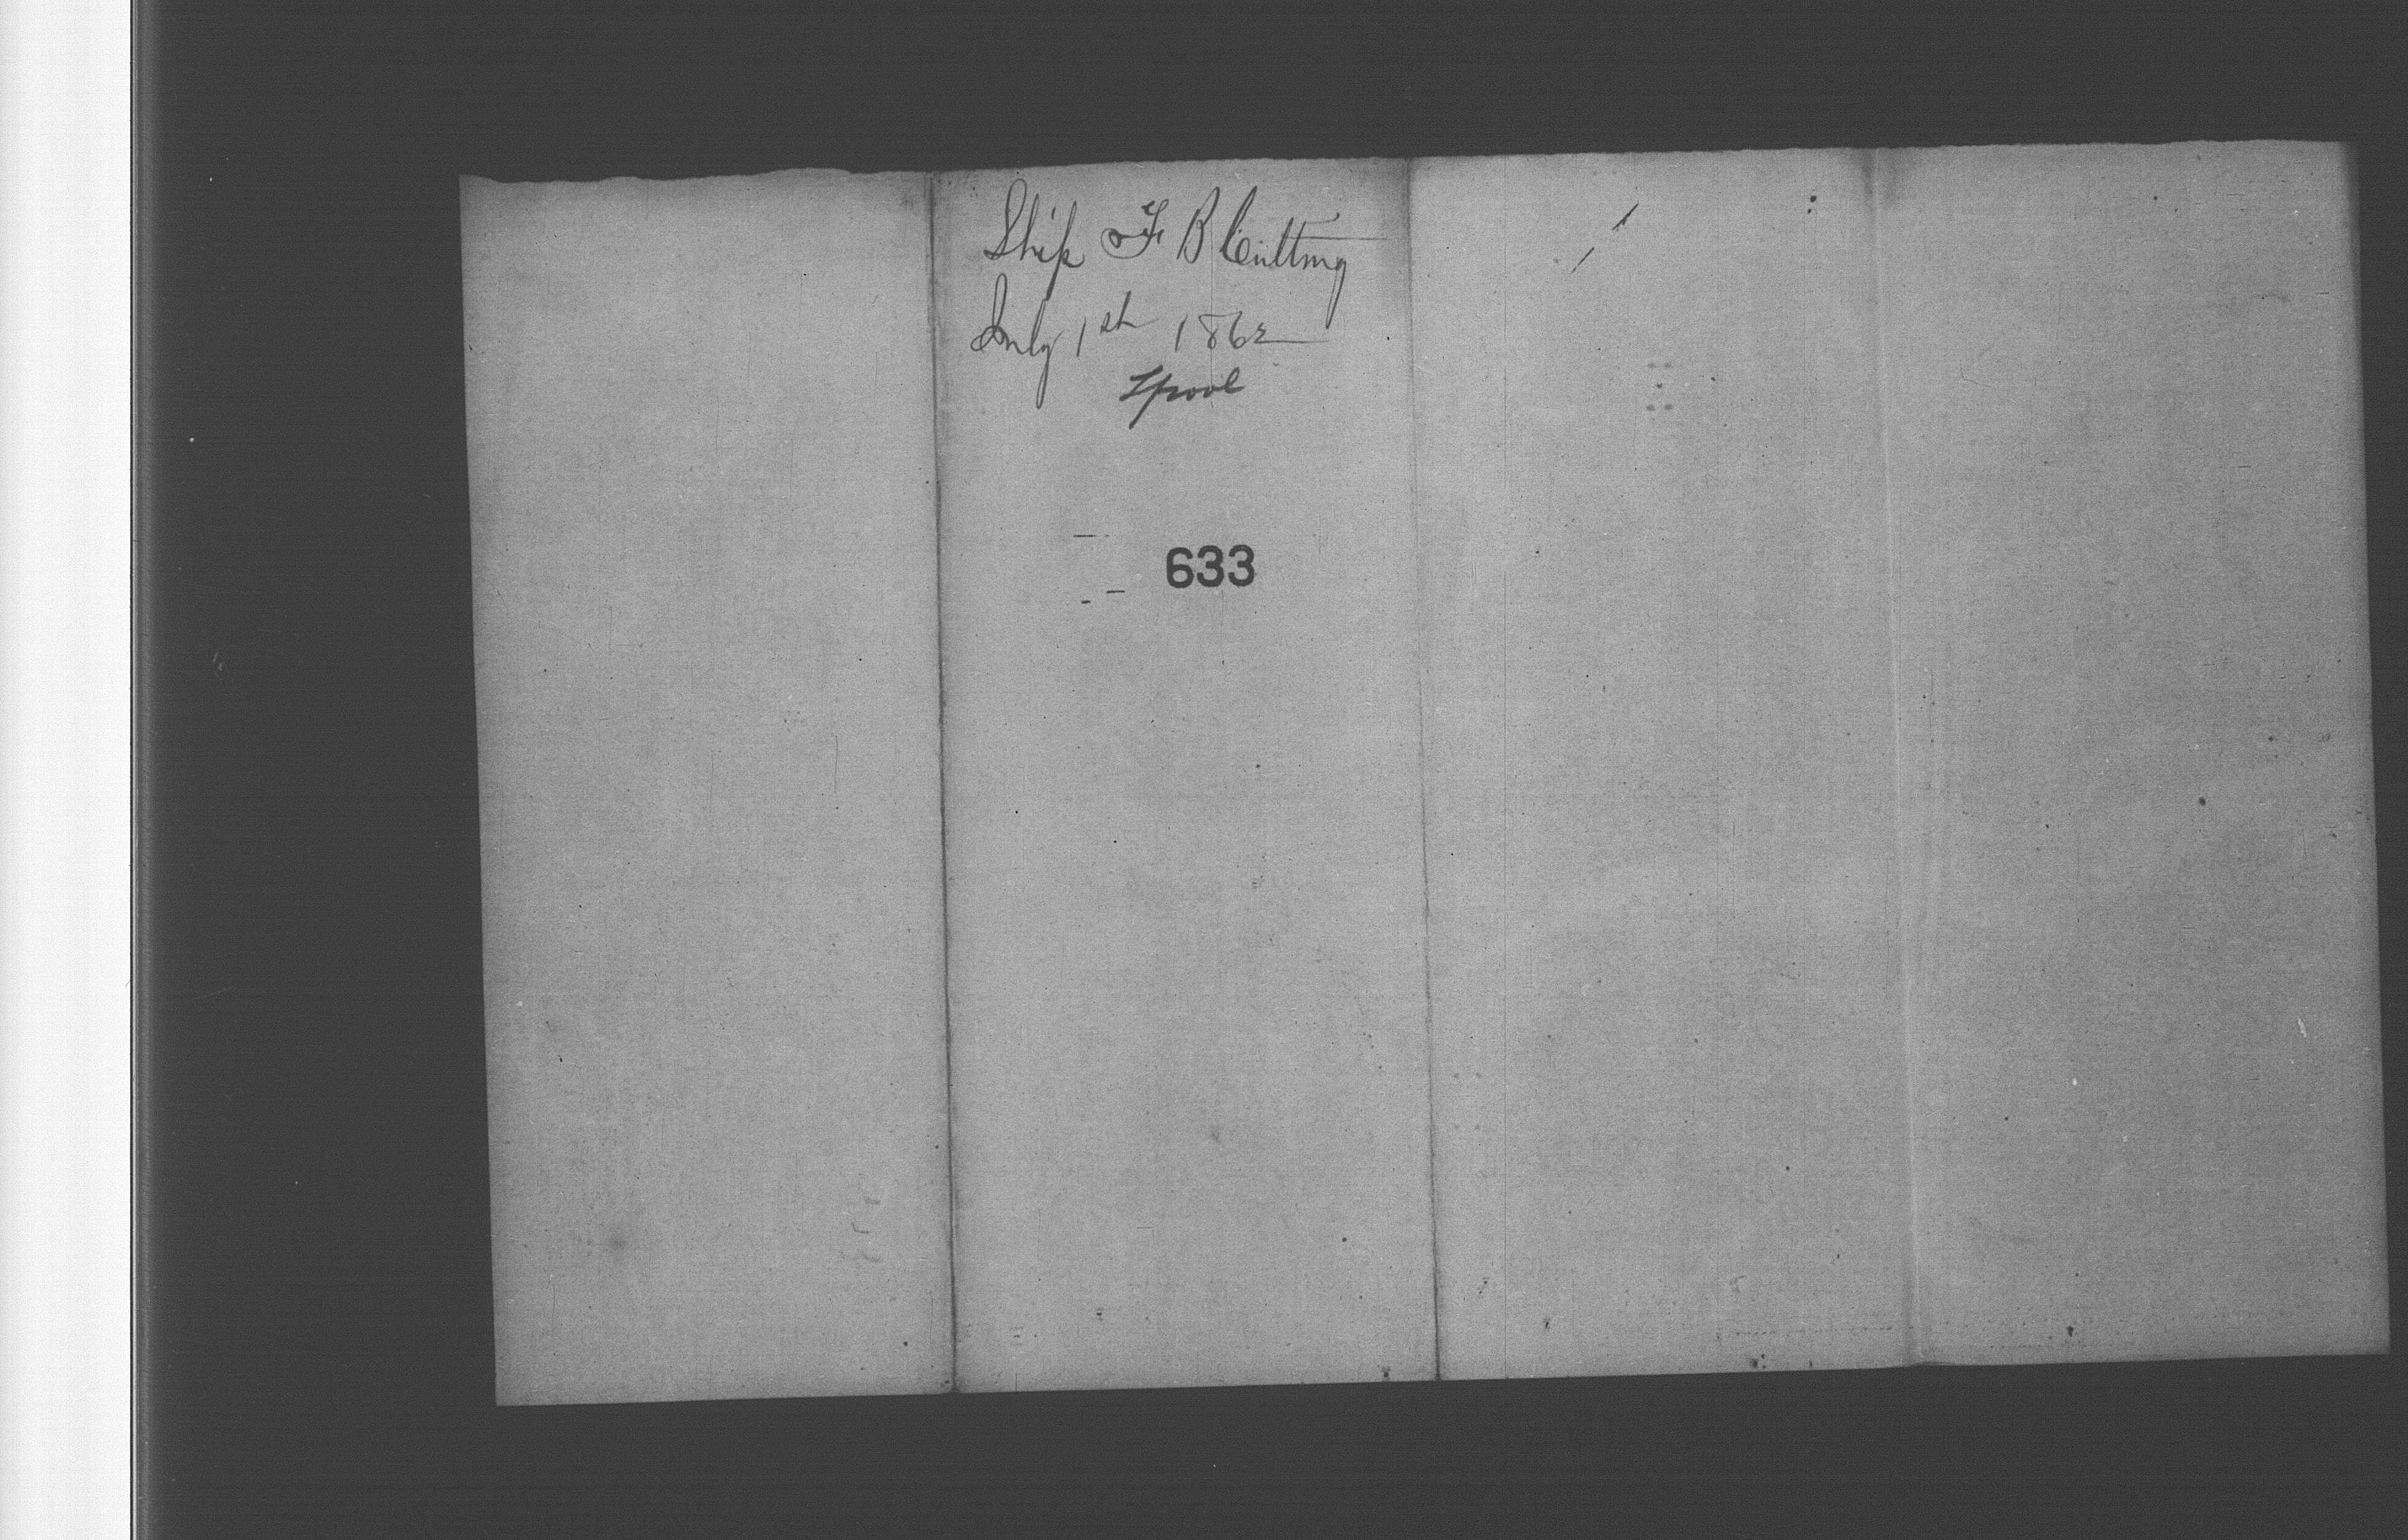 Ship F B Cutting
July 1st 1862
Lpool
633